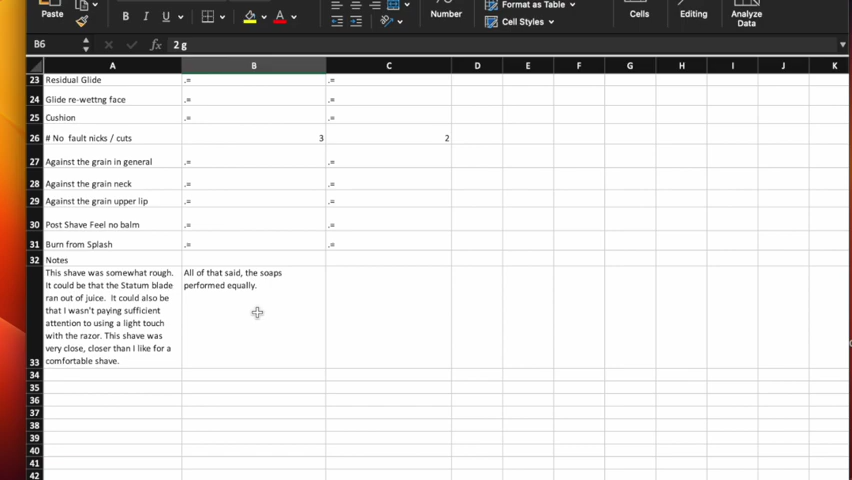 Paste
B I U
A
Number
Format as Table
Cell Styles
Cells
Editing
Analyze
Data
B6 fx 2 g
A B C D E F G H I J K
23 Residual Glide .= .=
24 Glide re-wettng face .= .=
25 Cushion .= .=
26 # No fault nicks / cuts 3 2
27 Against the grain in general .= .=
28 Against the grain neck .= .=
29 Against the grain upper lip .= .=
30 Post Shave Feel no balm .= .=
31 Burn from Splash .= .=
32 Notes
This shave was somewhat rough.
It could be that the Statum blade
ran out of juice. It could also be
that I wasn't paying sufficient
attention to using a light touch
with the razor. This shave was
very close, closer than I like for a
33 comfortable shave.
All of that said, the soaps
performed equally.
34
35
36
37
38
39
40
41
42